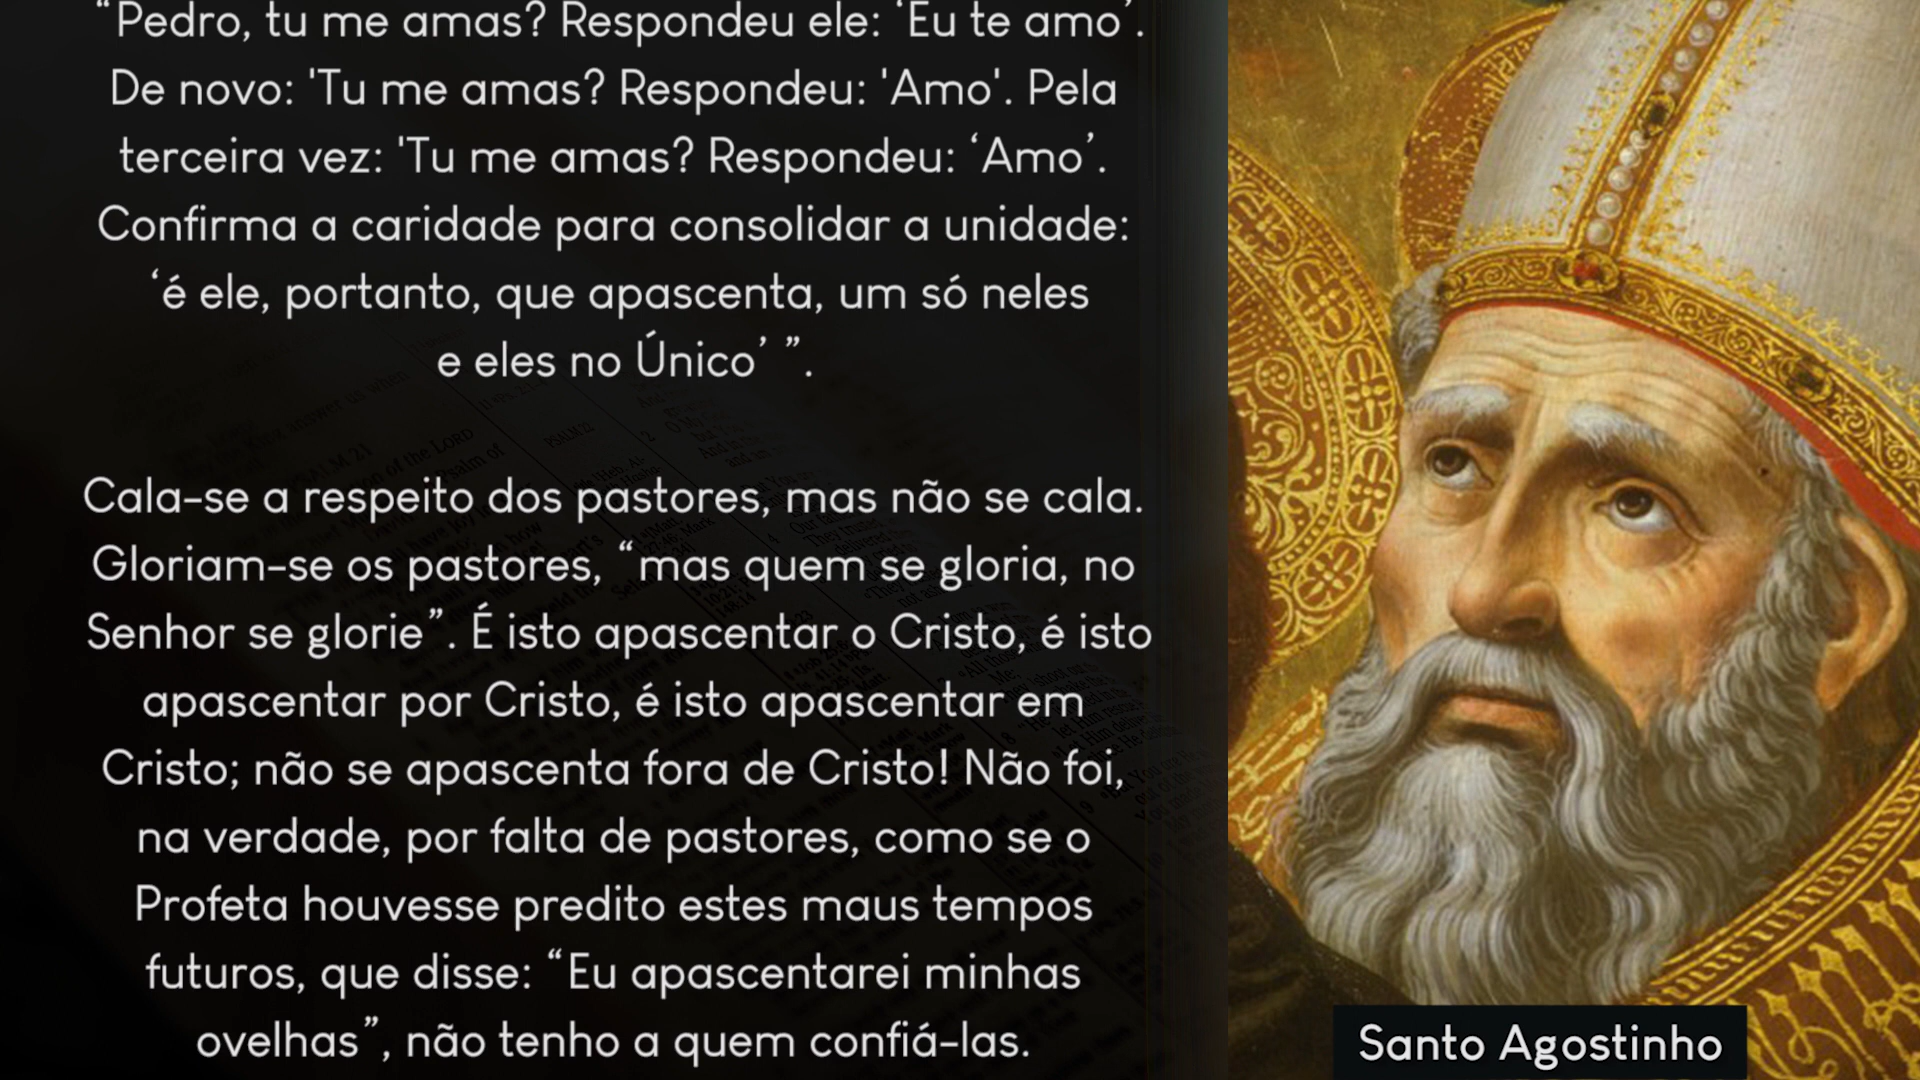 “Pedro, tu me amas? Respondeu ele: ‘Eu te amo’.
De novo: 'Tu me amas? Respondeu: 'Amo'. Pela
terceira vez: 'Tu me amas? Respondeu: ‘Amo’.
Confirma a caridade para consolidar a unidade:
‘é ele, portanto, que apascenta, um só neles
e eles no Único’ ”.
Cala-se a respeito dos pastores, mas não se cala.
Gloriam-se os pastores, “mas quem se gloria, no
Senhor se glorie”. É isto apascentar o Cristo, é isto
apascentar por Cristo, é isto apascentar em
Cristo; não se apascenta fora de Cristo! Não foi,
na verdade, por falta de pastores, como se o
Profeta houvesse predito estes maus tempos
futuros, que disse: “Eu apascentarei minhas
ovelhas”, não tenho a quem confiá-las.
Santo Agostinho